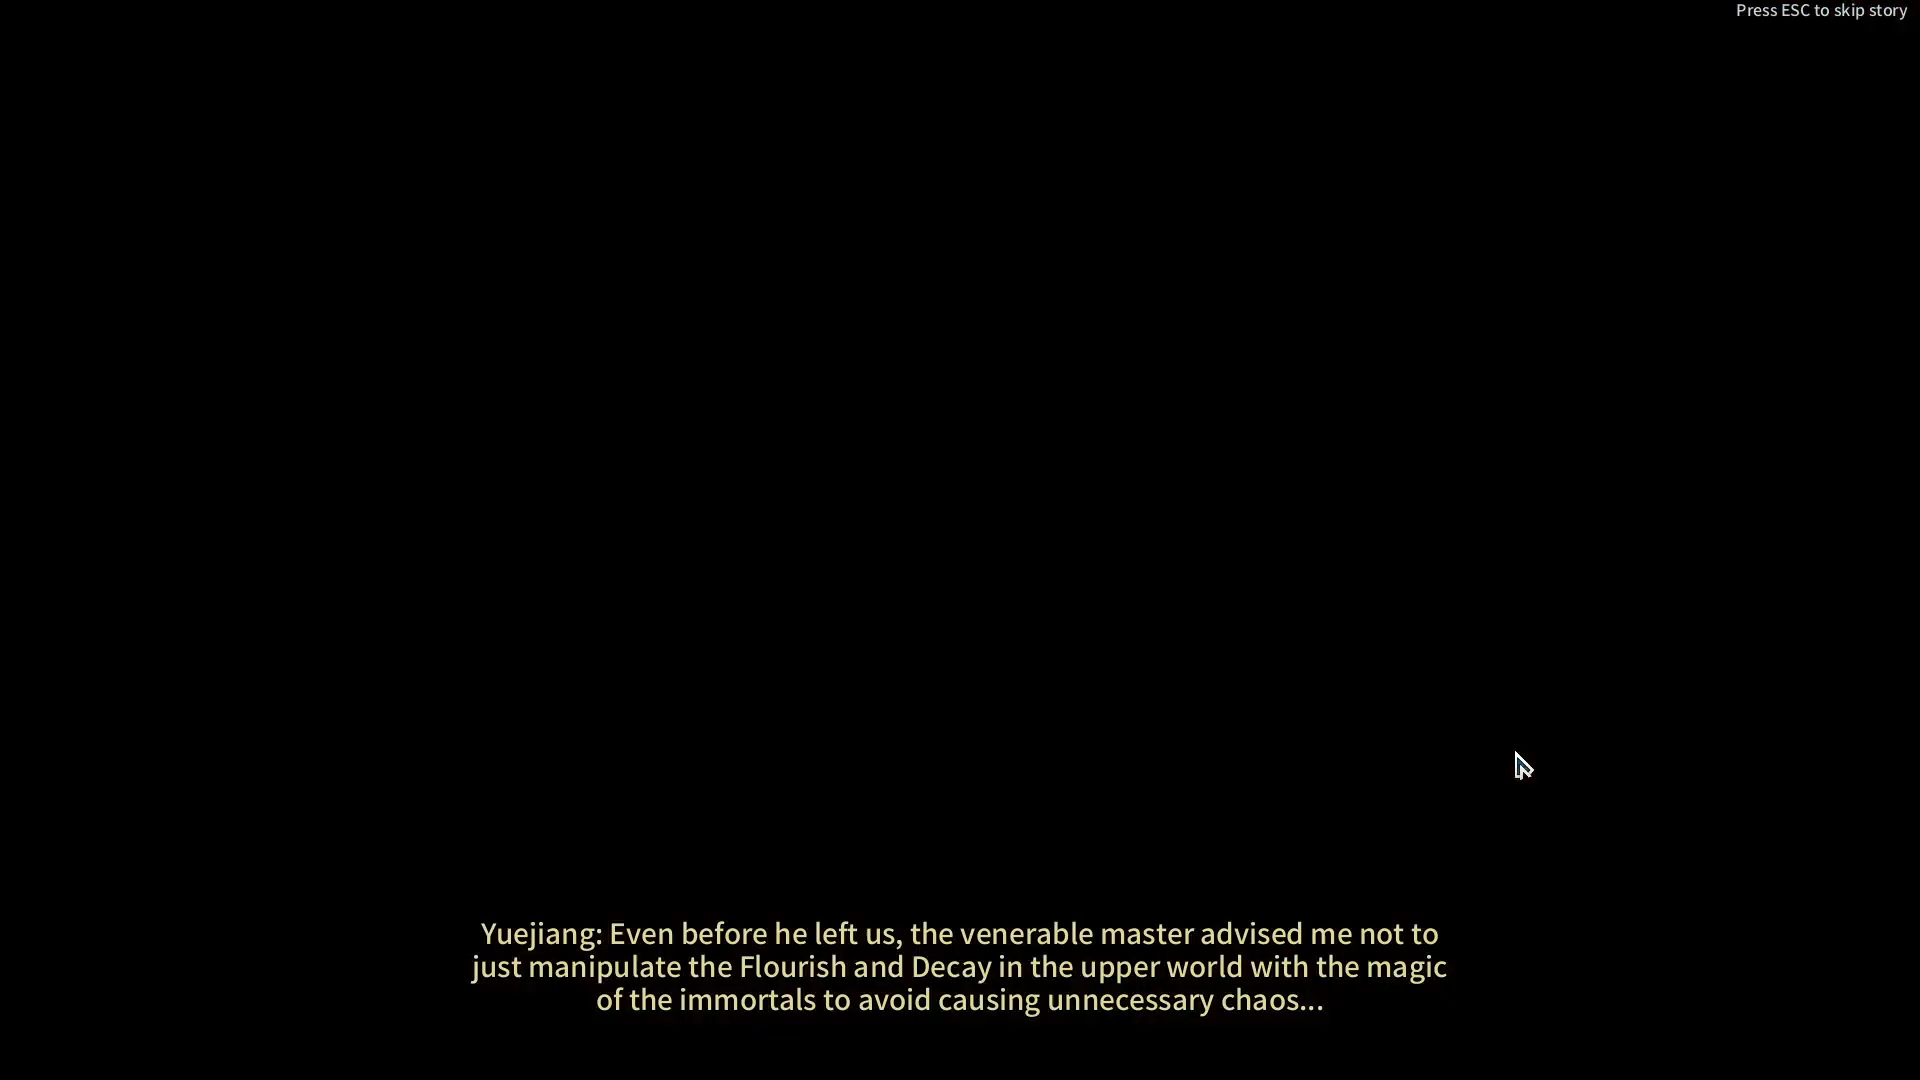 Press ESC to skip story
Yuejiang: Even before he left us, the venerable master advised me not to
just manipulate the Flourish and Decay in the upper world with the magic
of the immortals to avoid causing unnecessary chaos...